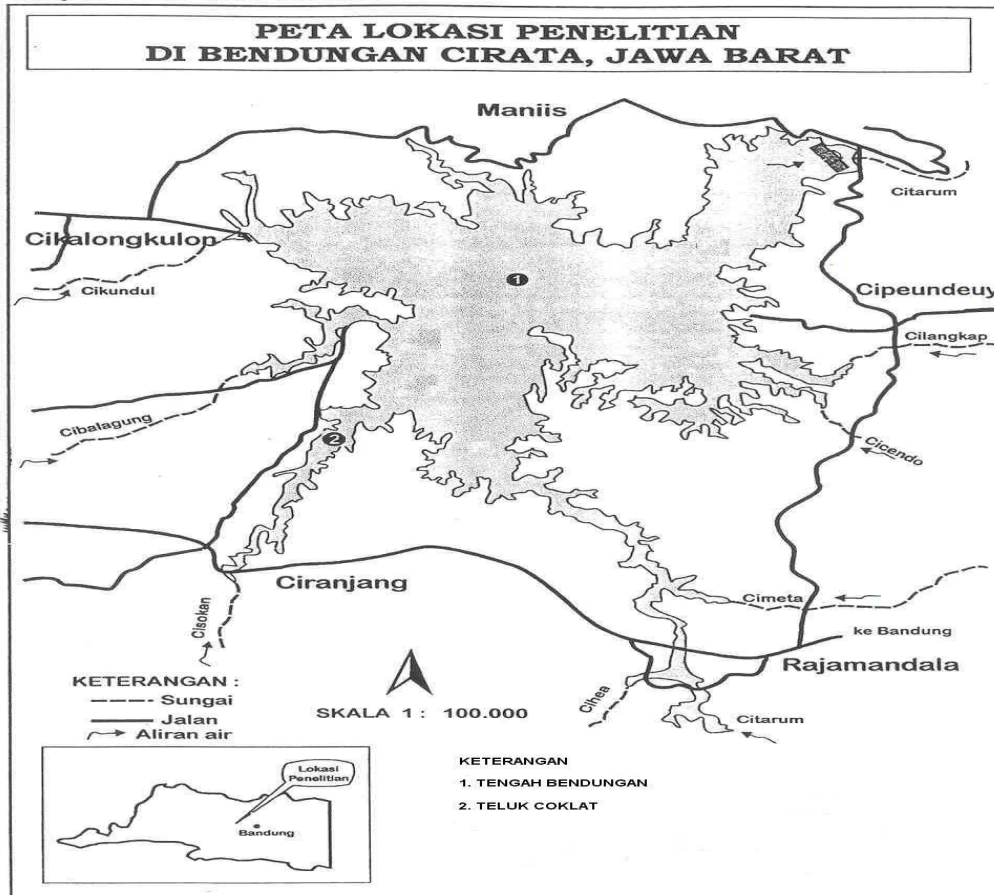 PETA LOKASI PENELITIAN
DI BENDUNGAN CIRATA, JAWA BARAT
Maniis
Citarum
Cikalongkulon
Cikundul
Cipeundeuy
Cilangkap
Cibalagung
2
1
Cicendo
Ciranjang
Cisokan
Cimeta
ke Bandung
Rajamandala
Cihea
Citarum
KETERANGAN :
Sungai
Jalan
Aliran air
SKALA 1 : 100.000
Lokasi
Penelitian
Bandung
KETERANGAN
1. TENGAH BENDUNGAN
2. TELUK COKLAT